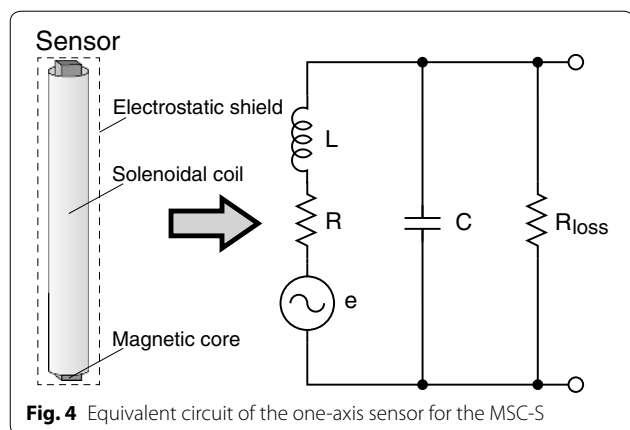 Sensor
Electrostatic shield
Solenoidal coil
Magnetic core
L
R
e
C
Rloss
Fig. 4 Equivalent circuit of the one-axis sensor for the MSC-S